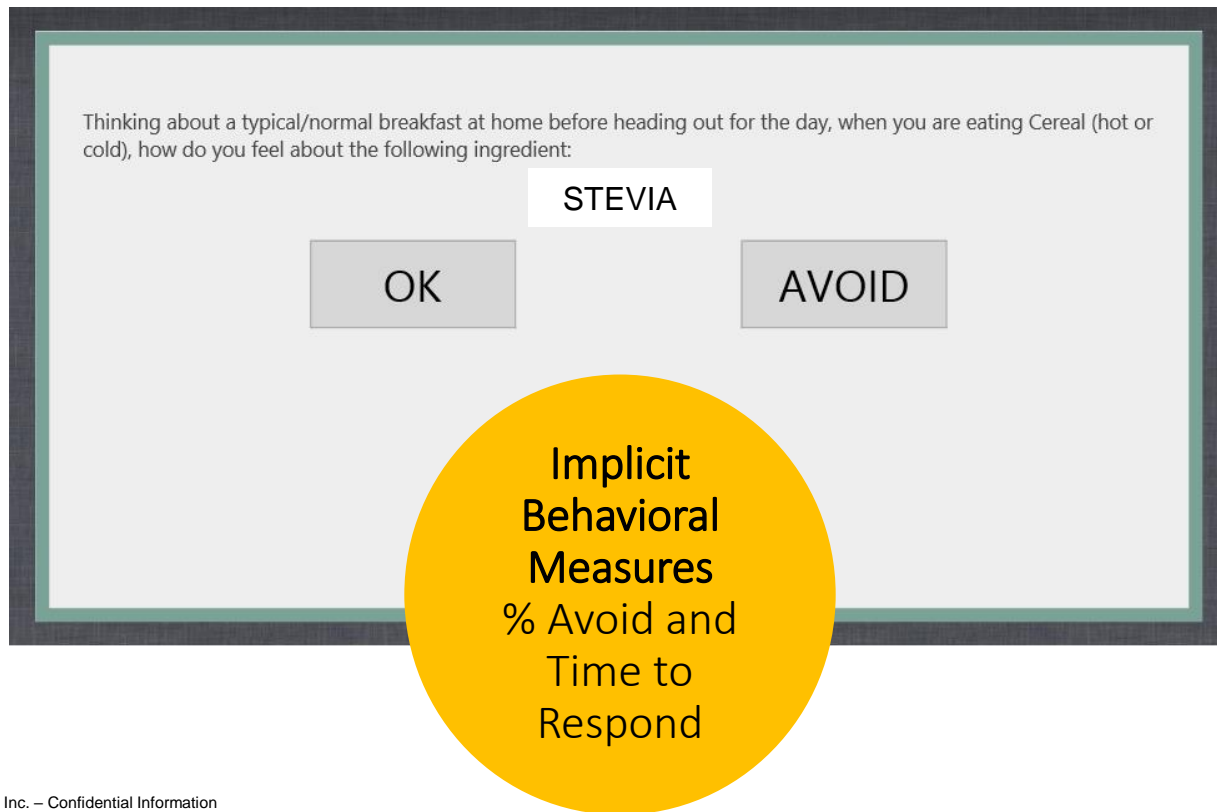 Thinking about a typical/normal breakfast at home before heading out for the day, when you are eating Cereal (hot or
cold), how do you feel about the following ingredient:
STEVIA
OK
AVOID
Implicit
Behavioral
Measures
% Avoid and
Time to
Respond
Inc. – Confidential Information